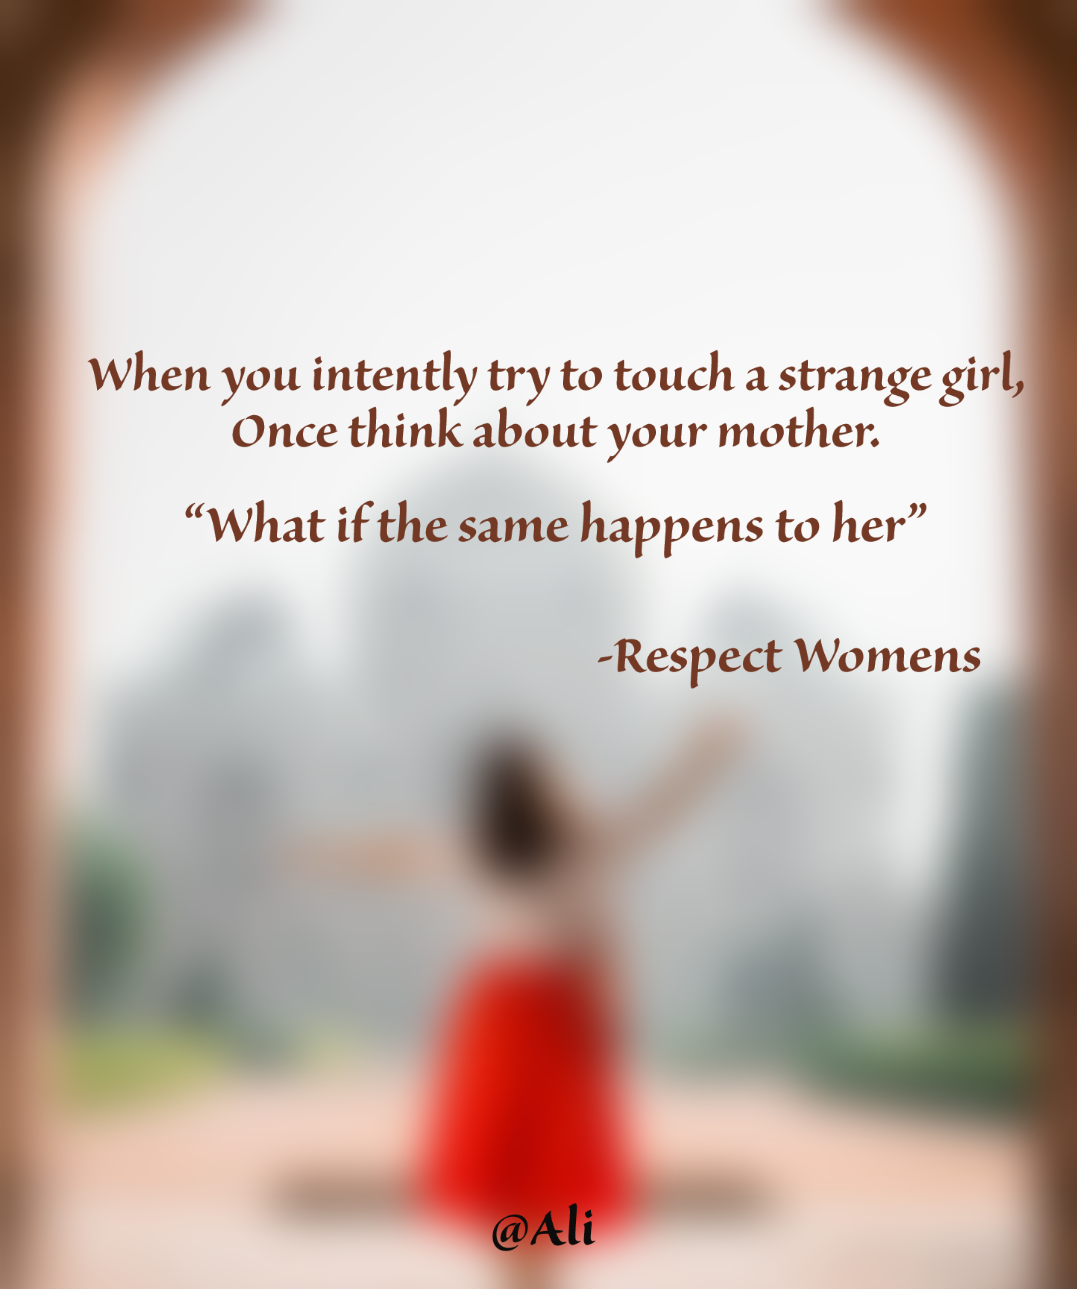 When you intently try to touch a strange girl,
Once think about your mother.
“What if the same happens to her”
-Respect Womens
@Ali